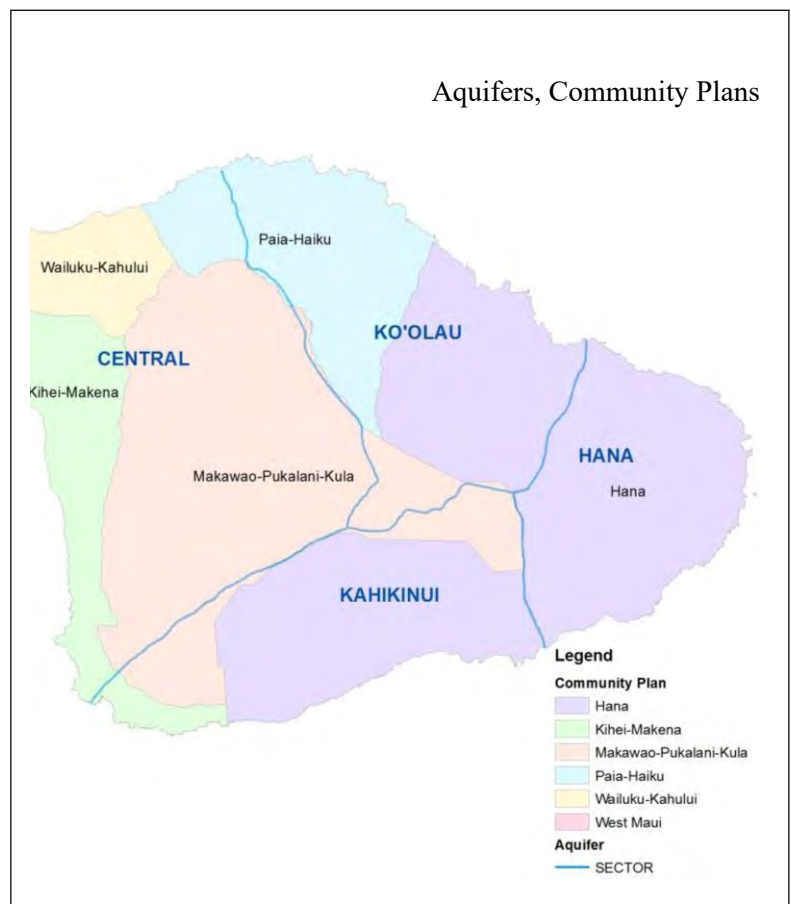 Aquifers, Community Plans
Paia-Haiku
Wailuku-Kahului
KO'OLAU
CENTRAL
Kihei-Makena
HANA
Makawao-Pukalani-Kula
Hana
KAHIKINUI
Legend
Community Plan
Hana
Kihei-Makena
Makawao-Pukalani-Kula
Paia-Haiku
Wailuku-Kahului
West Maui
Aquifer
SECTOR